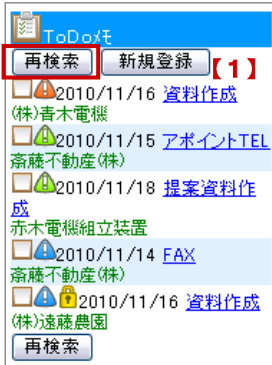 ToDoメモ
再検索 新規登録 【1】
2010/11/16 資料作成
(株)青木電機
2010/11/15 アポイントTEL
斎藤不動産(株)
2010/11/18 提案資料作
成
赤木電機組立装置
2010/11/14 FAX
斎藤不動産(株)
2010/11/16 資料作成
(株)遠藤農園
再検索